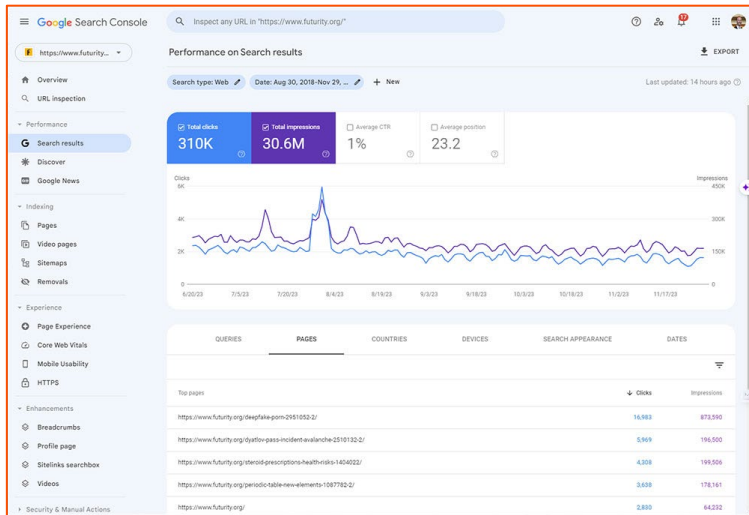 Google Search Console
Inspect any URL in "https://www.futurity.org/"
17
https://www.futurity...
Performance on Search results
EXPORT
Search type: Web
Date: Aug 30, 2018-Nov 29, ...
+ New
Last updated: 14 hours ago
Overview
URL inspection
Performance
Search results
Discover
Google News
Indexing
Pages
Video pages
Sitemaps
Removals
Experience
Page Experience
Core Web Vitals
Mobile Usability
HTTPS
Enhancements
Breadcrumbs
Profile page
Sitelinks searchbox
Videos
Security & Manual Actions
Total clicks
310K
Total impressions
30.6M
Average CTR
1%
Average position
23.2
Clicks
Impressions
6K
450K
4K
300K
2K
150K
0
0
6/20/23 7/5/23 7/20/23 8/4/23 8/19/23 9/3/23 9/18/23 10/3/23 10/18/23 11/2/23 11/17/23
QUERIES PAGES COUNTRIES DEVICES SEARCH APPEARANCE DATES
Top pages Clicks Impressions
https://www.futurity.org/deepfake-porn-2951052-2/ 16,983 873,590
https://www.futurity.org/dyatlov-pass-incident-avalanche-2510132-2/ 5,969 196,500
https://www.futurity.org/steroid-prescriptions-health-risks-1404022/ 4,308 199,506
https://www.futurity.org/periodic-table-new-elements-1087782-2/ 3,638 178,161
https://www.futurity.org/ 2,830 64,232